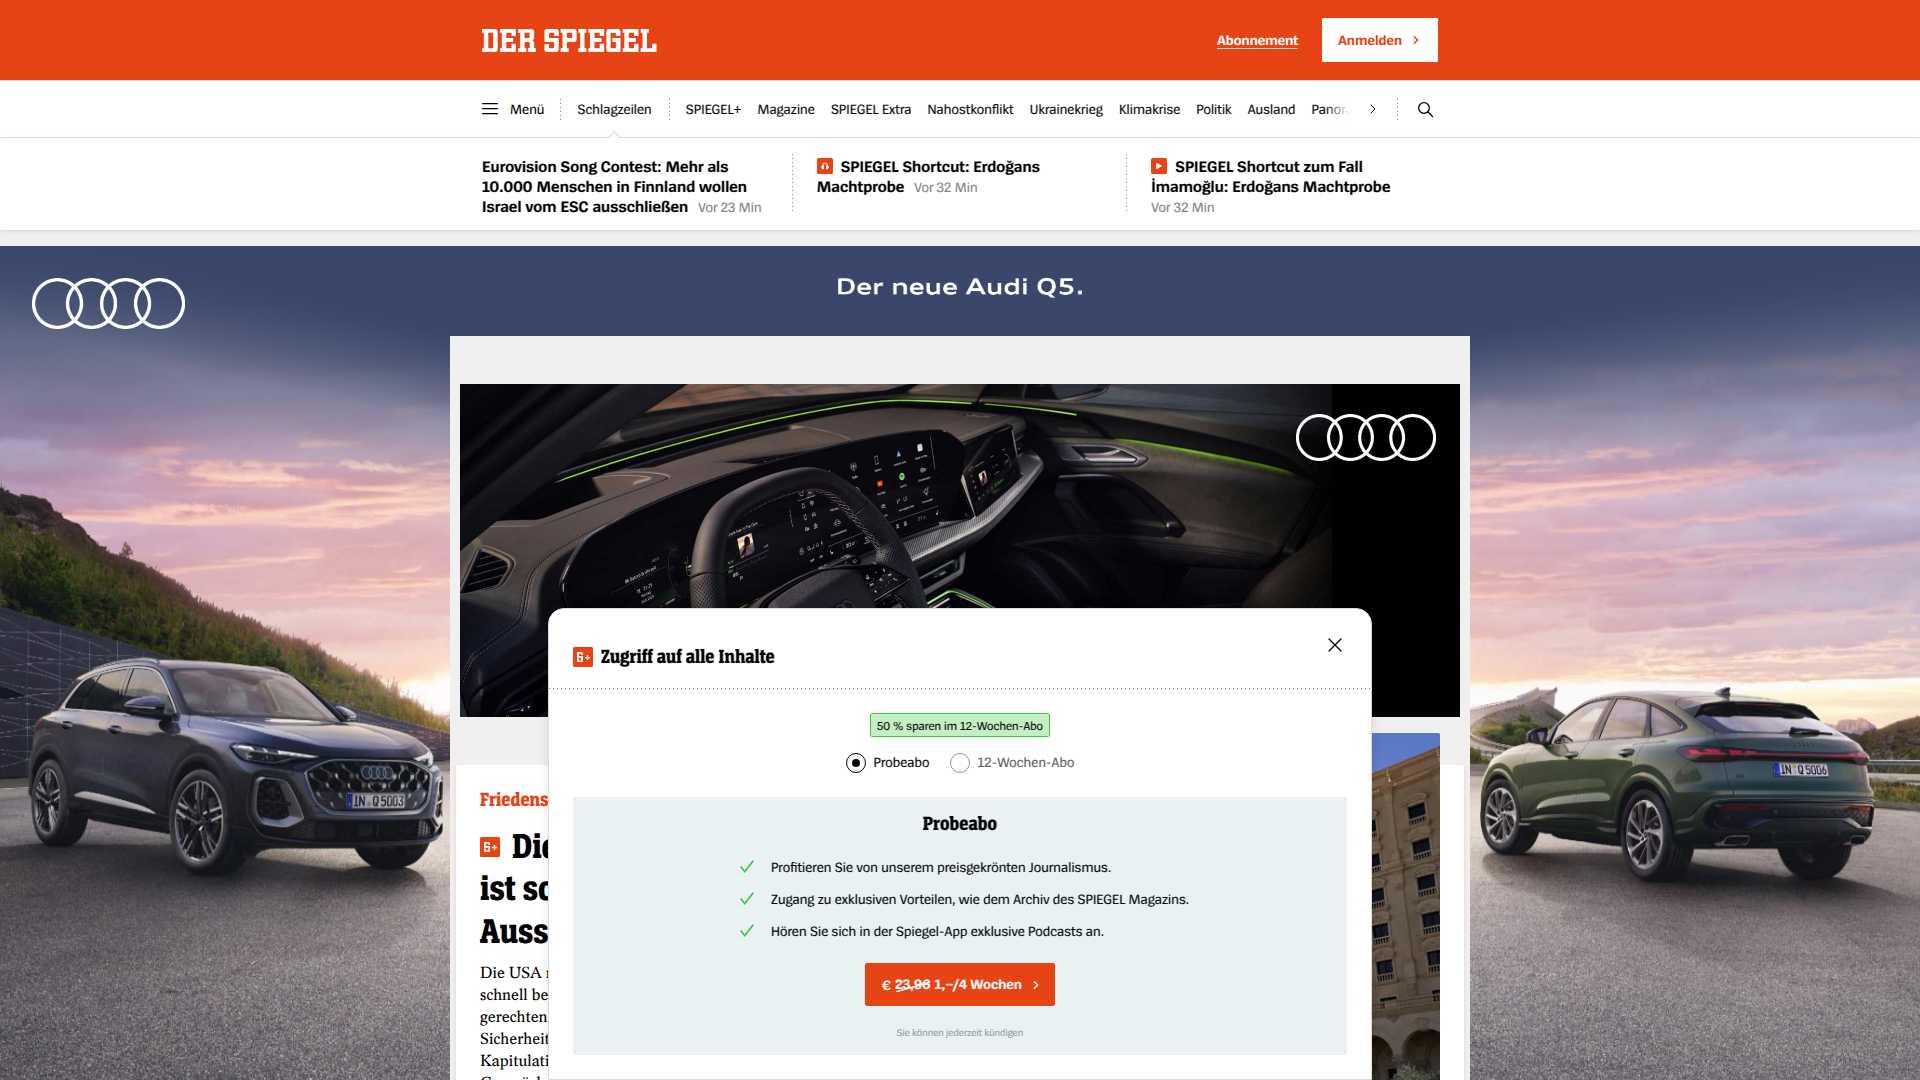 DER SPIEGEL
Abonnement
Anmelden
Menü
Schlagzeilen
SPIEGEL+
Magazine
SPIEGEL Extra
Nahostkonflikt
Ukrainekrieg
Klimakrise
Politik
Ausland
Panor
Eurovision Song Contest: Mehr als
10.000 Menschen in Finnland wollen
Israel vom ESC ausschließen Vor 23 Min
SPIEGEL Shortcut: Erdoğans
Machtprobe Vor 32 Min
SPIEGEL Shortcut zum Fall
İmamoğlu: Erdoğans Machtprobe
Vor 32 Min
Der neue Audi Q5.
Zugriff auf alle Inhalte
50 % sparen im 12-Wochen-Abo
Probeabo
12-Wochen-Abo
Probeabo
Profitieren Sie von unserem preisgekrönten Journalismus.
Zugang zu exklusiven Vorteilen, wie dem Archiv des SPIEGEL Magazins.
Hören Sie sich in der Spiegel-App exklusive Podcasts an.
€ 23,96 1,–/4 Wochen
Sie können jederzeit kündigen
Friedens
Die
ist sc
Auss
Die USA
schnell be
gerechten
Sicherheit
Kapitulati
IN Q 5003
IN Q 5006